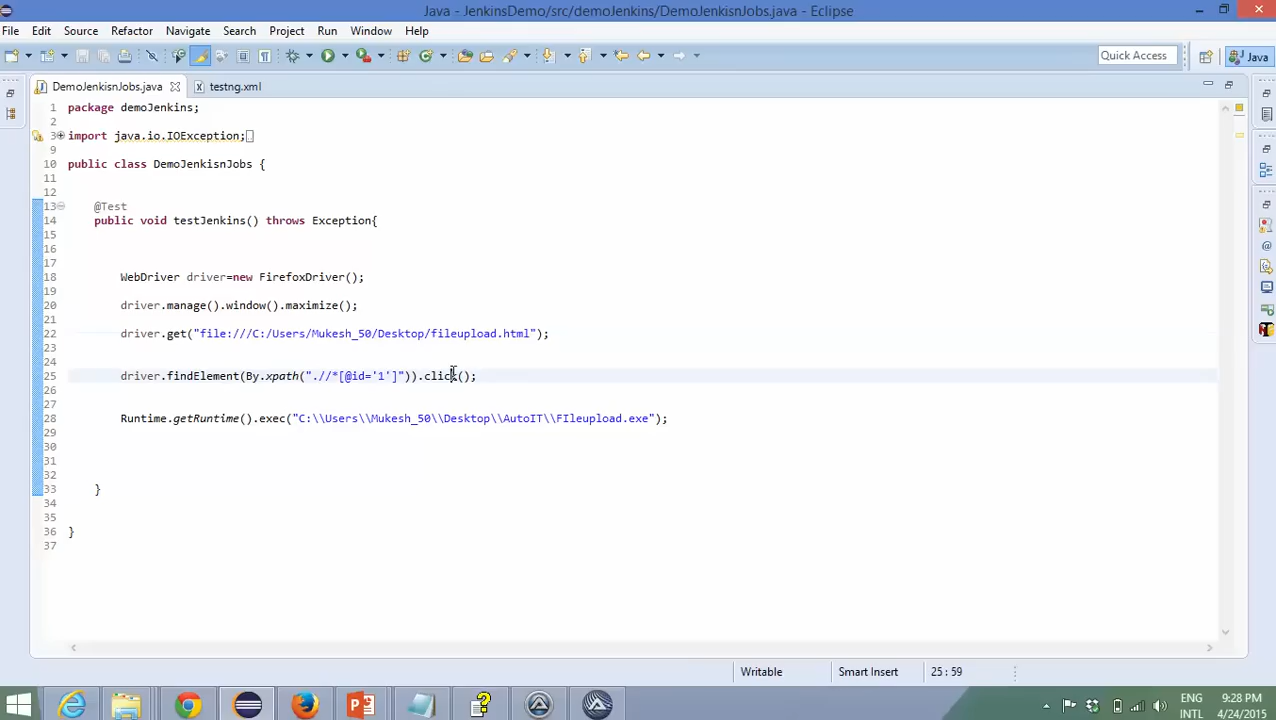 Java - JenkinsDemo/src/demoJenkins/DemoJenkisnJobs.java - Eclipse
File Edit Source Refactor Navigate Search Project Run Window Help
Quick Access
Java
DemoJenkisnJobs.java
testng.xml
1 package demoJenkins;
2
3 import java.io.IOException;
9
10 public class DemoJenkisnJobs {
11
12
13 @Test
14 public void testJenkins() throws Exception{
15
16
17
18 WebDriver driver=new FirefoxDriver();
19
20 driver.manage().window().maximize();
21
22 driver.get("file:///C:/Users/Mukesh_50/Desktop/fileupload.html");
23
24
25 driver.findElement(By.xpath(".//*[@id='1']")).click();
26
27
28 Runtime.getRuntime().exec("C:\\Users\\Mukesh_50\\Desktop\\AutoIT\\FIleupload.exe");
29
30
31
32
33 }
34
35
36 }
37
Writable
Smart Insert
25 : 59
ENG
INTL
9:28 PM
4/24/2015